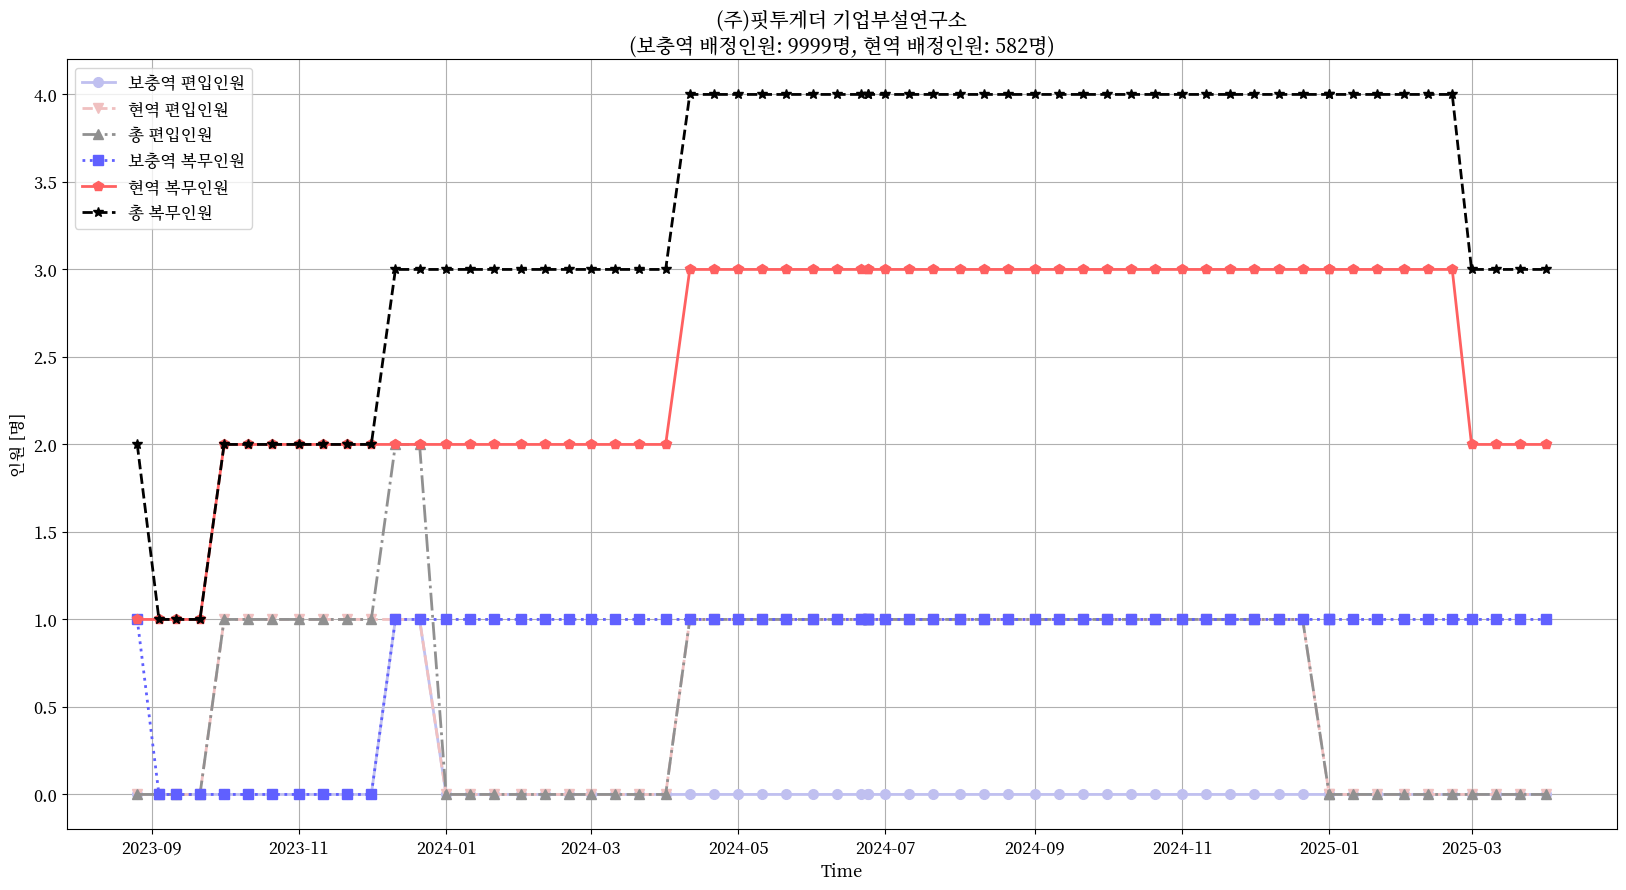 (주)핏투게더 기업부설연구소
(보충역 배정인원: 9999명, 현역 배정인원: 582명)
보충역 편입인원
현역 편입인원
총 편입인원
보충역 복무인원
현역 복무인원
총 복무인원
4.0
3.5
3.0
2.5
2.0
1.5
1.0
0.5
0.0
인원 [명]
2023-09 2023-11 2024-01 2024-03 2024-05 2024-07 2024-09 2024-11 2025-01 2025-03
Time